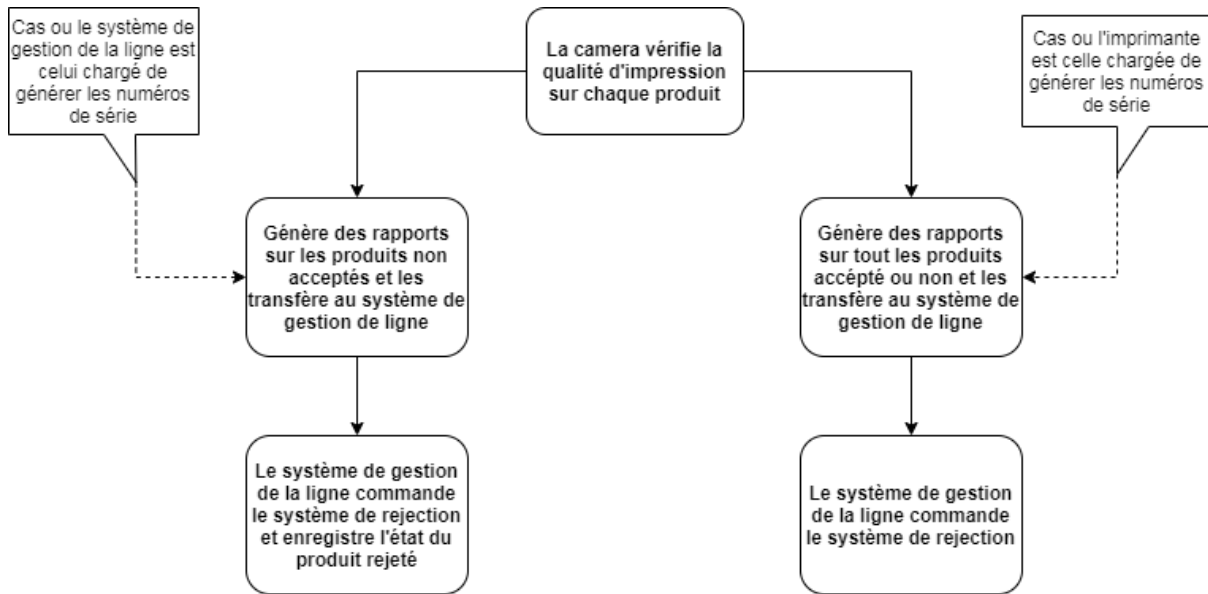 Cas ou le système de
gestion de la ligne est
celui chargé de
générer les numéros
de série
La camera vérifie la
qualité d'impression
sur chaque produit
Cas ou l'imprimante
est celle chargée de
générer les numéros
de série
Génère des rapports
sur les produits non
acceptés et les
transfère au système de
gestion de ligne
Génère des rapports
sur tout les produits
accépté ou non et les
transfère au système de
gestion de ligne
Le système de gestion
de la ligne commande
le système de rejection
et enregistre l'état du
produit rejeté
Le système de gestion
de la ligne commande
le système de rejection